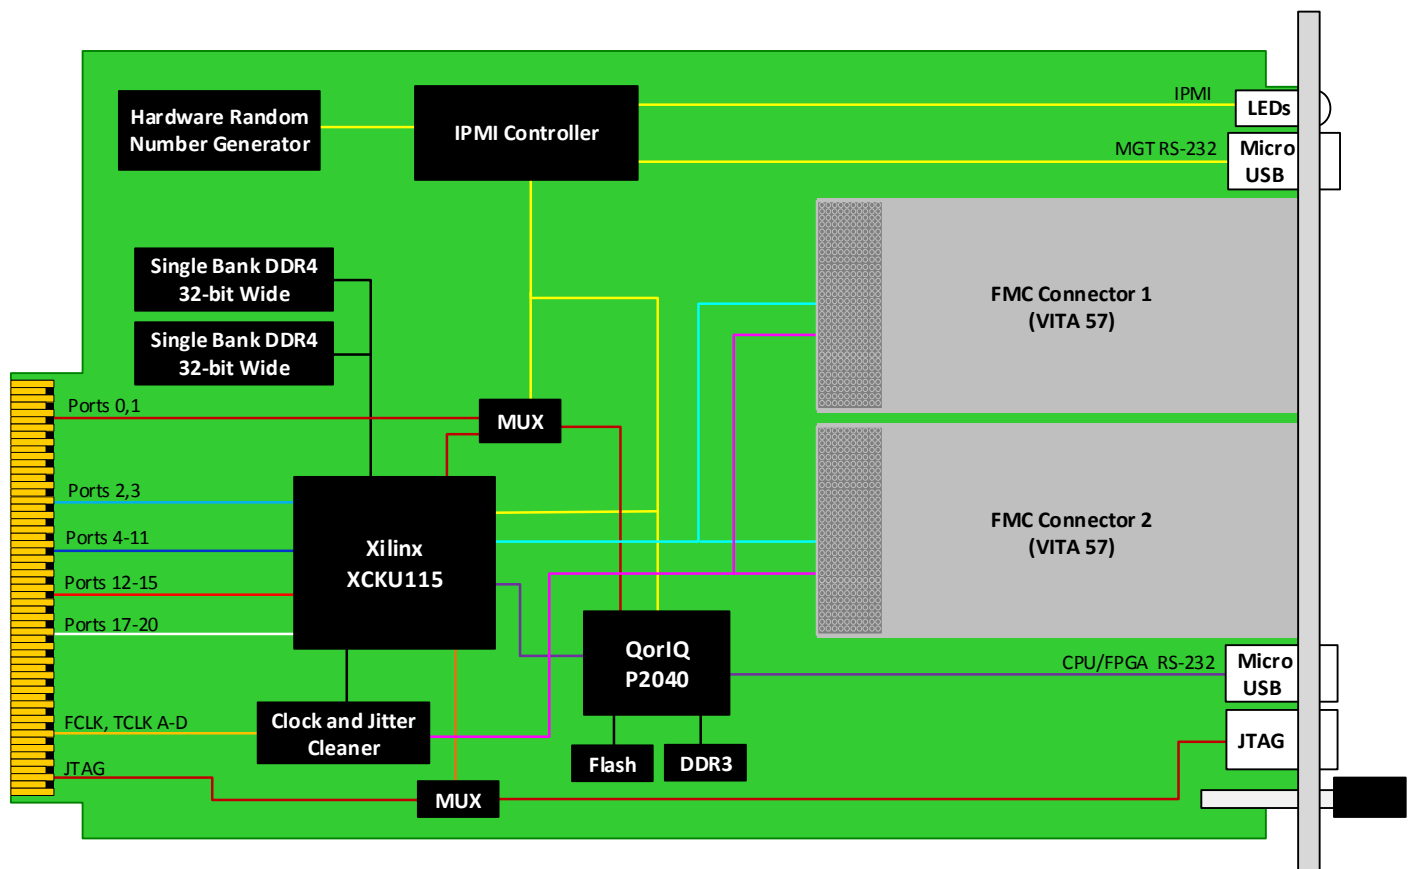 IPMI
LEDs
Hardware Random
Number Generator
IPMI Controller
MGT RS-232
Micro
USB
Single Bank DDR4
32-bit Wide
Single Bank DDR4
32-bit Wide
FMC Connector 1
(VITA 57)
Ports 0,1
MUX
Ports 2,3
Ports 4-11
Xilinx
XCKU115
FMC Connector 2
(VITA 57)
Ports 12-15
Ports 17-20
QorIQ
P2040
CPU/FPGA RS-232
Micro
USB
FCLK, TCLK A-D
Clock and Jitter
Cleaner
JTAG
Flash
DDR3
JTAG
MUX